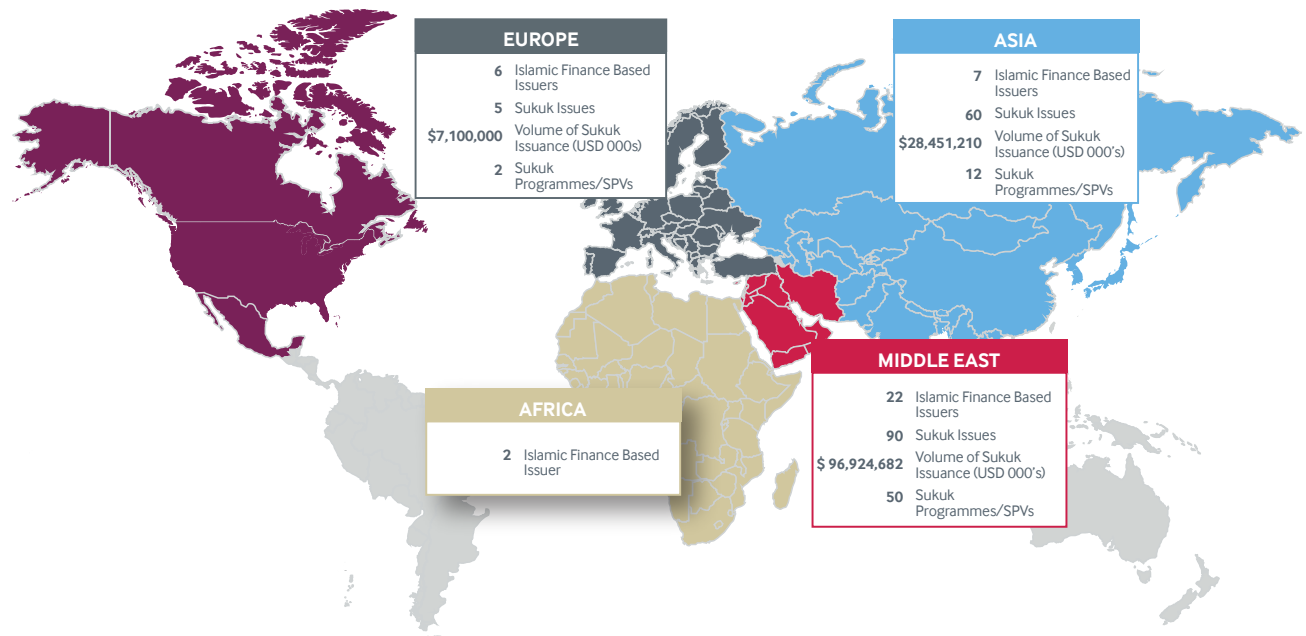 EUROPE
6 Islamic Finance Based
Issuers
5 Sukuk Issues
$7,100,000 Volume of Sukuk
Issuance (USD 000s)
2 Sukuk
Programmes/SPVs
ASIA
7 Islamic Finance Based
Issuers
60 Sukuk Issues
$28,451,210 Volume of Sukuk
Issuance (USD 000's)
12 Sukuk
Programmes/SPVs
AFRICA
2 Islamic Finance Based
Issuer
MIDDLE EAST
22 Islamic Finance Based
Issuers
90 Sukuk Issues
$ 96,924,682 Volume of Sukuk
Issuance (USD 000's)
50 Sukuk
Programmes/SPVs